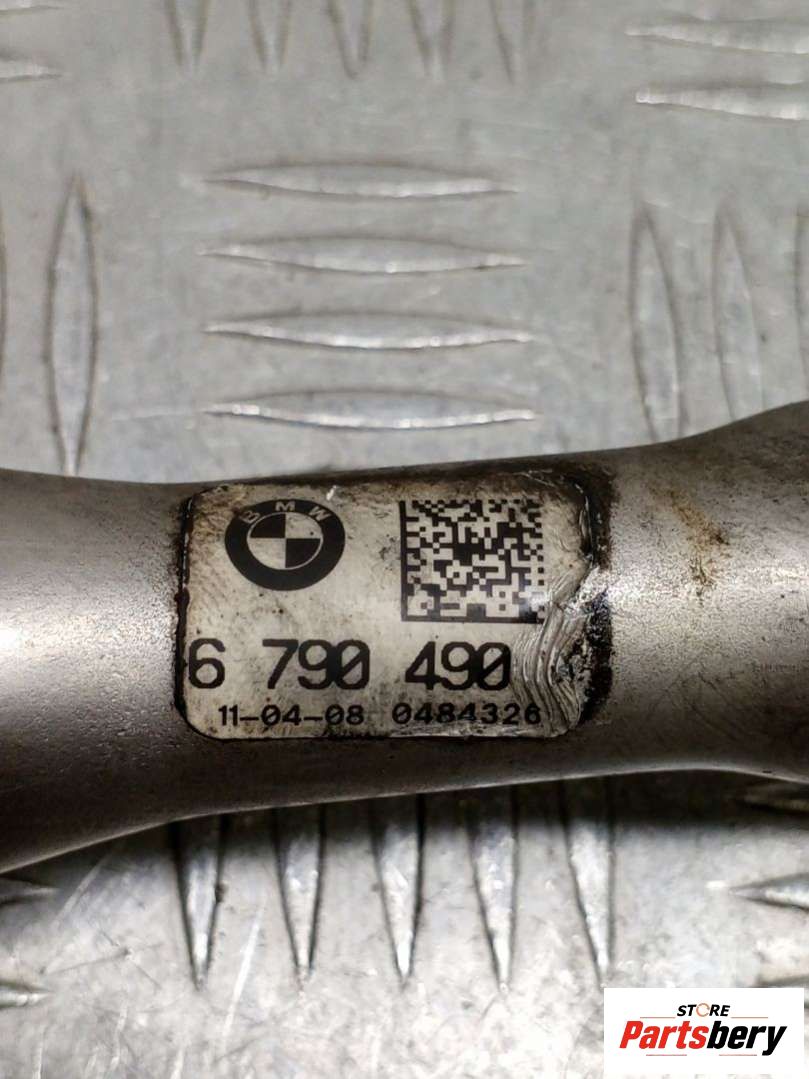 BMW
6 790 490
11-04-08 0484326
STORE
Partsbery